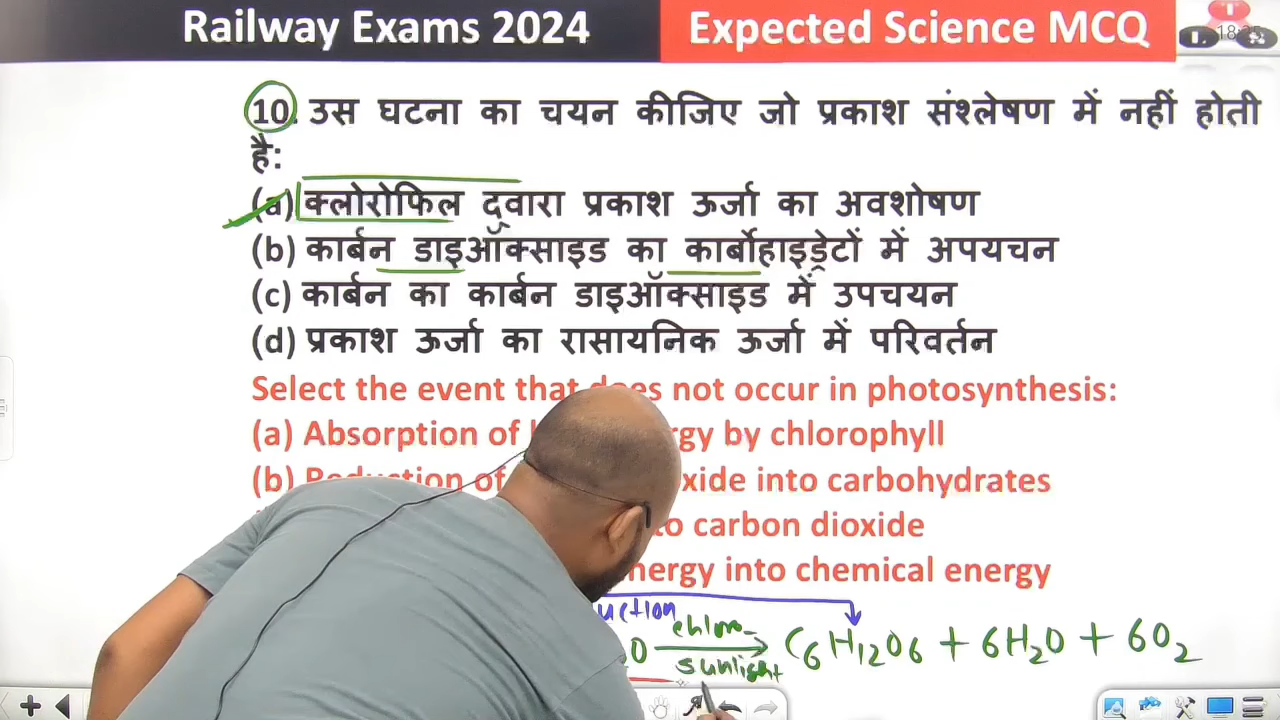 Railway Exams 2024 Expected Science MCQ
18:
10. उस घटना का चयन कीजिए जो प्रकाश संश्लेषण में नहीं होती
है:
(a) क्लोरोफिल द्वारा प्रकाश ऊर्जा का अवशोषण
(b) कार्बन डाइऑक्साइड का कार्बोहाइड्रेटों में अपचयन
(c) कार्बन का कार्बन डाइऑक्साइड में उपचयन
(d) प्रकाश ऊर्जा का रासायनिक ऊर्जा में परिवर्तन
Select the event that does not occur in photosynthesis:
(a) Absorption of gy by chlorophyll
(b) Reduction of xide into carbohydrates
to carbon dioxide
nergy into chemical energy
uction
chloro-
O → C6H12O6 + 6H2O + 6O2
sunlight